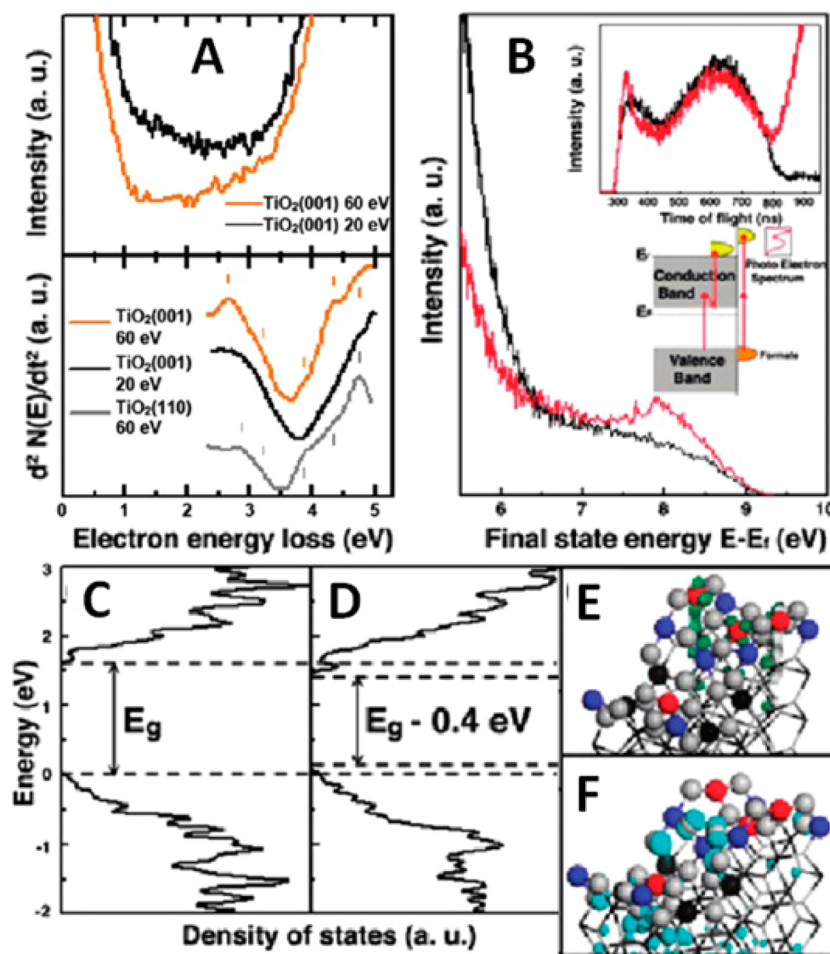 A
Intensity (a. u.)
TiO₂(001) 60 eV
TiO₂(001) 20 eV
d² N(E)/dt² (a. u.)
TiO₂(001)
60 eV
TiO₂(001)
20 eV
TiO₂(110)
60 eV
0 1 2 3 4 5
Electron energy loss (eV)
B
Intensity (a. u.)
Intensity (a. u.)
300 400 500 600 700 800 900
Time of flight (ns)
Conduction
Band
Photo Electron
Spectrum
Valence
Band
Formate
6 7 8 9 10
Final state energy E-E_f (eV)
C
D
Energy (eV)
3
2
1
0
-1
-2
E_g
E_g - 0.4 eV
Density of states (a. u.)
E
F